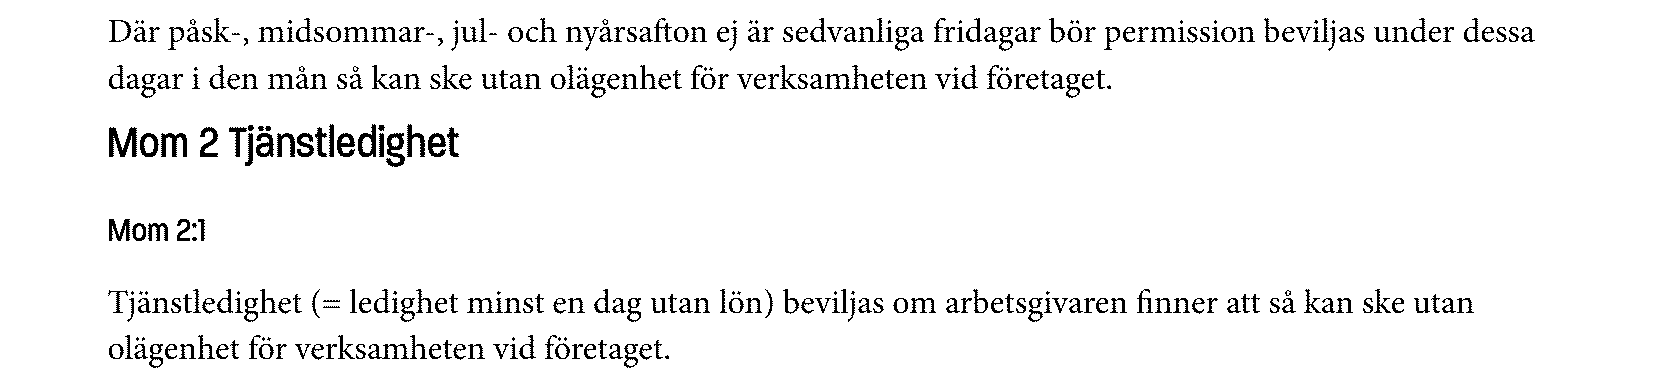 Där påsk-, midsommar-, jul- och nyårsafton ej är sedvanliga fridagar bör permission beviljas under dessa
dagar i den mån så kan ske utan olägenhet för verksamheten vid företaget.
Mom 2 Tjänstledighet
Mom 2:1
Tjänstledighet (= ledighet minst en dag utan lön) beviljas om arbetsgivaren finner att så kan ske utan
olägenhet för verksamheten vid företaget.